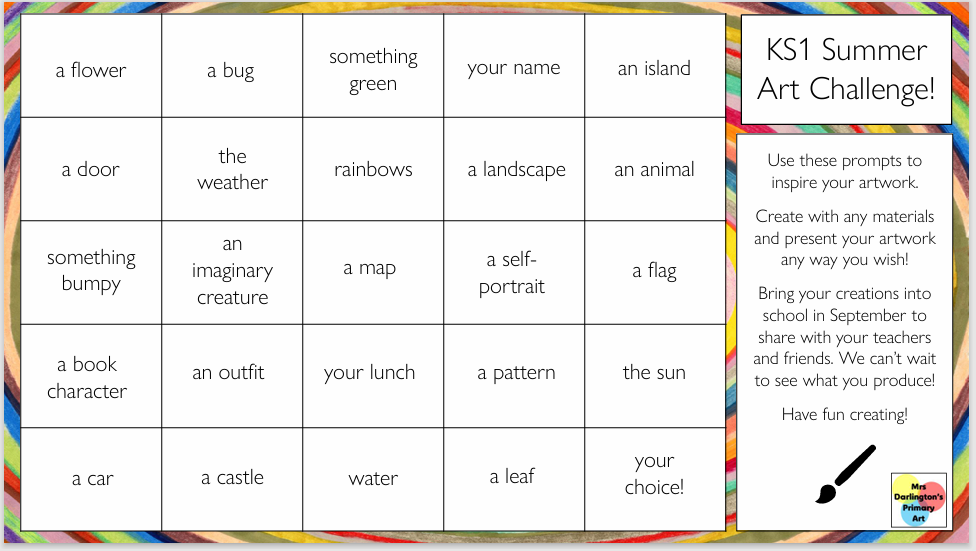 a flower
a bug
something
green
your name
an island
a door
the
weather
rainbows
a landscape
an animal
something
bumpy
an
imaginary
creature
a map
a self-
portrait
a flag
a book
character
an outfit
your lunch
a pattern
the sun
a car
a castle
water
a leaf
your
choice!
KS1 Summer
Art Challenge!
Use these prompts to
inspire your artwork.
Create with any materials
and present your artwork
any way you wish!
Bring your creations into
school in September to
share with your teachers
and friends. We can't wait
to see what you produce!
Have fun creating!
Mrs
Darlington's
Primary
Art